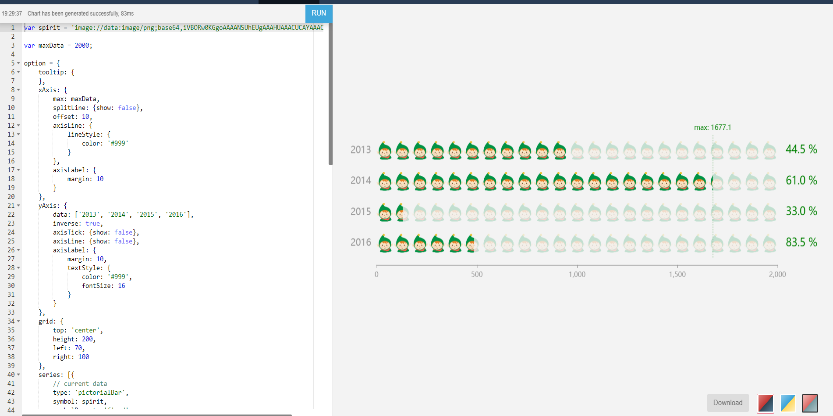 19:29:37 Chart has been generated successfully, 83ms
RUN
1 var spirit = 'image://data:image/png;base64,iVBORw0KGgoAAAANSUhEUgAAAHUAAACUCAYAAAC
2
3 var maxData = 2000;
4
5 option = {
6 tooltip: {
7 },
8 xAxis: {
9 max: maxData,
10 splitLine: {show: false},
11 offset: 10,
12 axisLine: {
13 lineStyle: {
14 color: '#999'
15 }
16 },
17 axisLabel: {
18 margin: 10
19 }
20 },
21 yAxis: {
22 data: ['2013', '2014', '2015', '2016'],
23 inverse: true,
24 axisTick: {show: false},
25 axisLine: {show: false},
26 axisLabel: {
27 margin: 10,
28 textStyle: {
29 color: '#999',
30 fontSize: 16
31 }
32 }
33 },
34 grid: {
35 top: 'center',
36 height: 200,
37 left: 70,
38 right: 100
39 },
40 series: [{
41 // current data
42 type: 'pictorialBar',
43 symbol: spirit,
44
max: 1677.1
2013 44.5 %
2014 61.0 %
2015 33.0 %
2016 83.5 %
0 500 1,000 1,500 2,000
Download